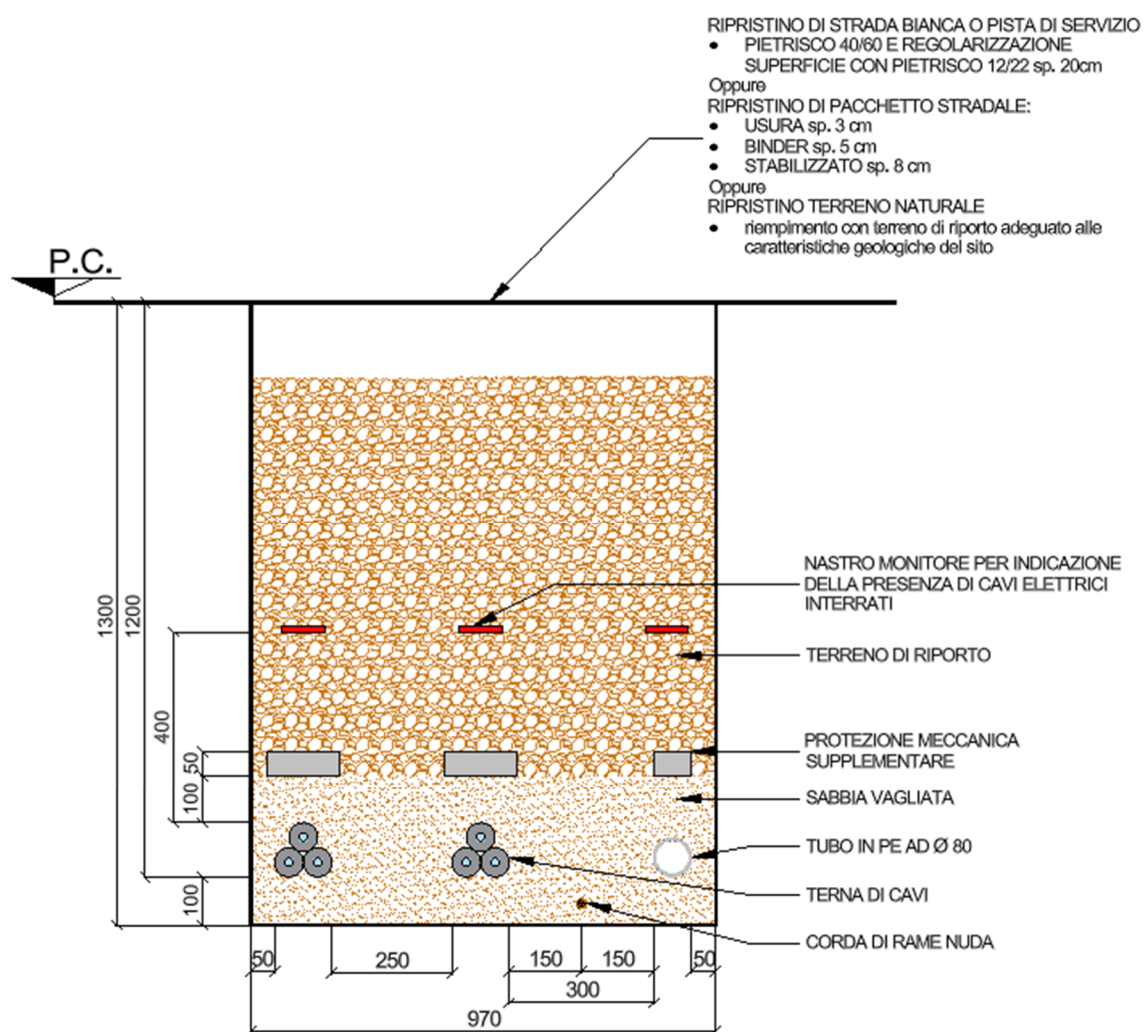 RIPRISTINO DI STRADA BIANCA O PISTA DI SERVIZIO
• PIETRISCO 40/60 E REGOLARIZZAZIONE
SUPERFICIE CON PIETRISCO 12/22 sp. 20cm
Oppure
RIPRISTINO DI PACCHETTO STRADALE:
• USURA sp. 3 cm
• BINDER sp. 5 cm
• STABILIZZATO sp. 8 cm
Oppure
RIPRISTINO TERRENO NATURALE
• riempimento con terreno di riporto adeguato alle
caratteristiche geologiche del sito
P.C.
NASTRO MONITORE PER INDICAZIONE
DELLA PRESENZA DI CAVI ELETTRICI
INTERRATI
TERRENO DI RIPORTO
PROTEZIONE MECCANICA
SUPPLEMENTARE
SABBIA VAGLIATA
TUBO IN PE AD Ø 80
TERNA DI CAVI
CORDA DI RAME NUDA
1300
1200
400
50
100
100
50
250
150
150
50
300
970